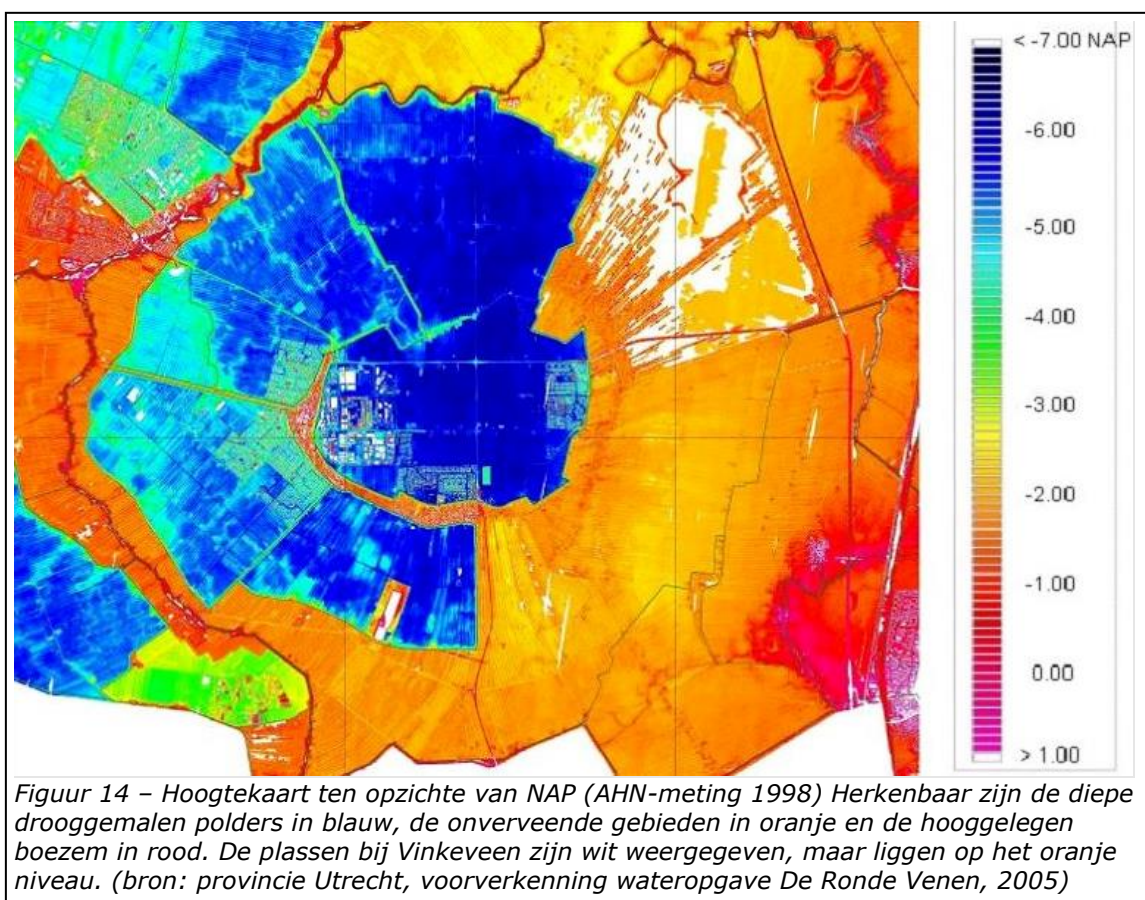 < -7.00 NAP
-6.00
-5.00
-4.00
-3.00
-2.00
-1.00
0.00
> 1.00
Figuur 14 – Hoogtekaart ten opzichte van NAP (AHN-meting 1998) Herkenbaar zijn de diepe
drooggemalen polders in blauw, de onverveende gebieden in oranje en de hooggelegen
boezem in rood. De plassen bij Vinkeveen zijn wit weergegeven, maar liggen op het oranje
niveau. (bron: provincie Utrecht, voorverkenning wateropgave De Ronde Venen, 2005)